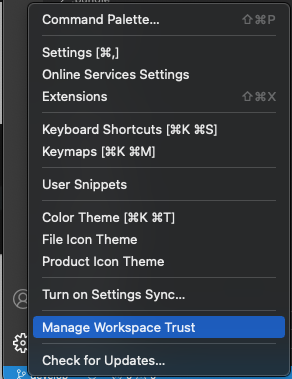 Command Palette... ⇧⌘P
Settings [⌘,]
Online Services Settings
Extensions ⇧⌘X
Keyboard Shortcuts [⌘K ⌘S]
Keymaps [⌘K ⌘M]
User Snippets
Color Theme [⌘K ⌘T]
File Icon Theme
Product Icon Theme
Turn on Settings Sync...
Manage Workspace Trust
Check for Updates...